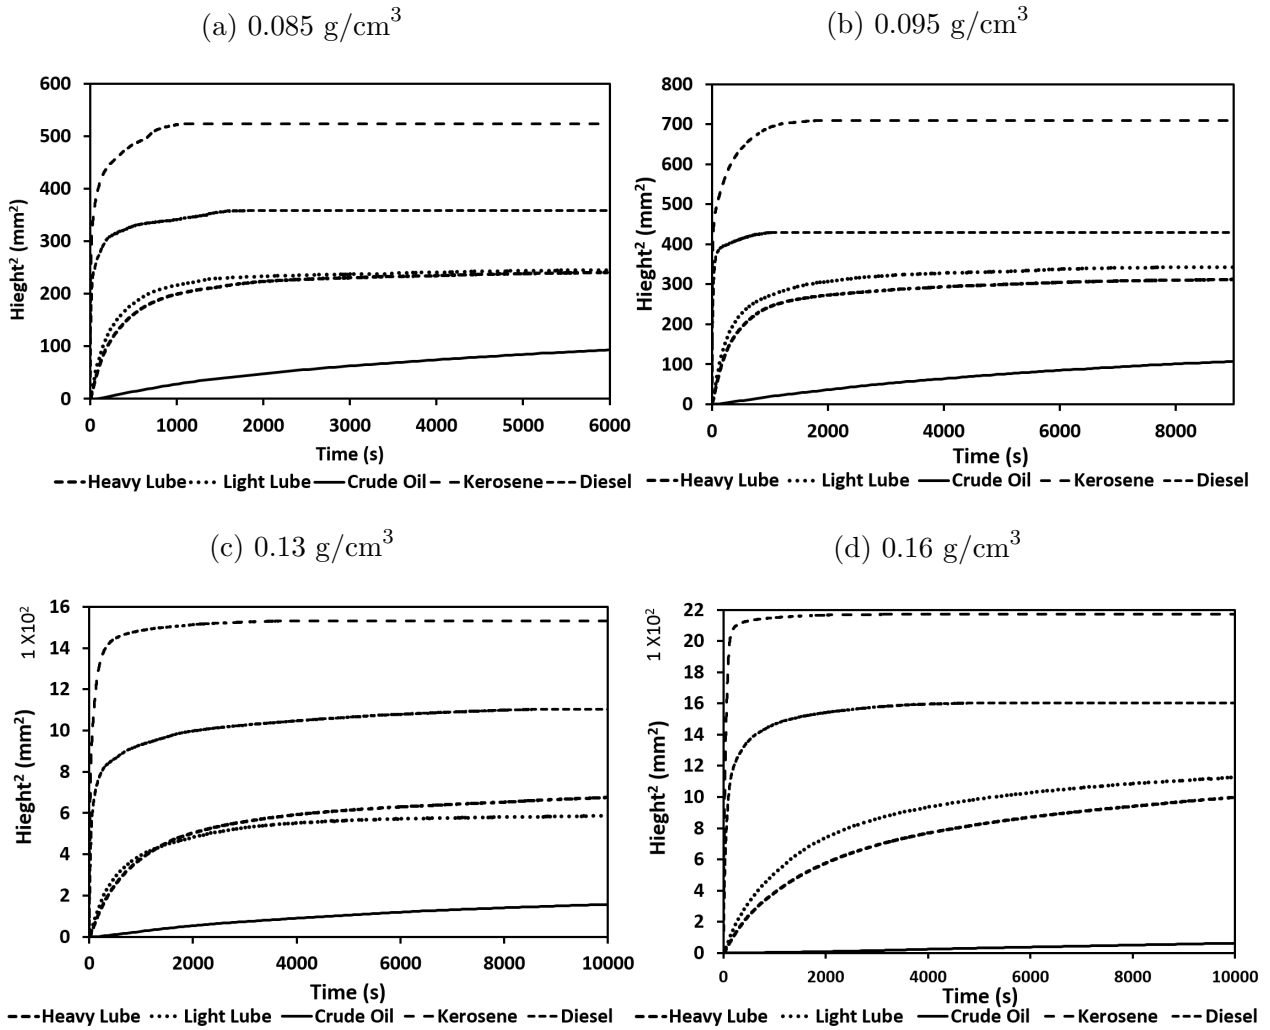 (a) 0.085 g/cm³
600
500
400
300
200
100
0
Hieght² (mm²)
0 1000 2000 3000 4000 5000 6000
Time (s)
Heavy Lube Light Lube Crude Oil Kerosene Diesel
(b) 0.095 g/cm³
800
700
600
500
400
300
200
100
0
Hieght² (mm²)
0 2000 4000 6000 8000
Time (s)
Heavy Lube Light Lube Crude Oil Kerosene Diesel
(c) 0.13 g/cm³
1 X10²
16
14
12
10
8
6
4
2
0
Hieght² (mm²)
0 2000 4000 6000 8000 10000
Time (s)
Heavy Lube Light Lube Crude Oil Kerosene Diesel
(d) 0.16 g/cm³
1 X10²
22
20
18
16
14
12
10
8
6
4
2
0
Hieght² (mm²)
0 2000 4000 6000 8000 10000
Time (s)
Heavy Lube Light Lube Crude Oil Kerosene Diesel